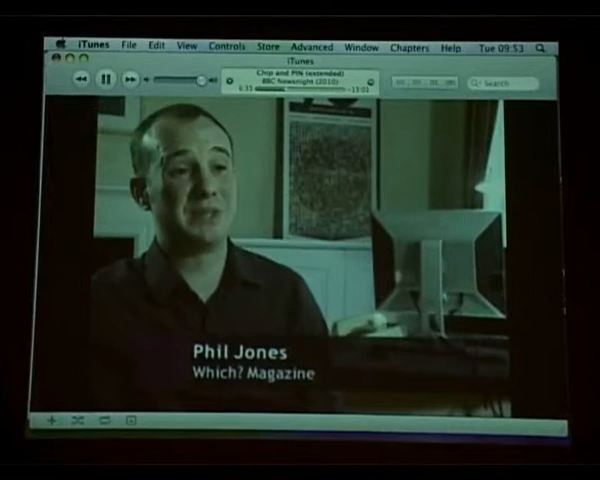 iTunes File Edit View Controls Store Advanced Window Chapters Help Tue 09:53
iTunes
Chip and PIN (extended)
BBC Newsnight (2010)
Search
Phil Jones
Which? Magazine